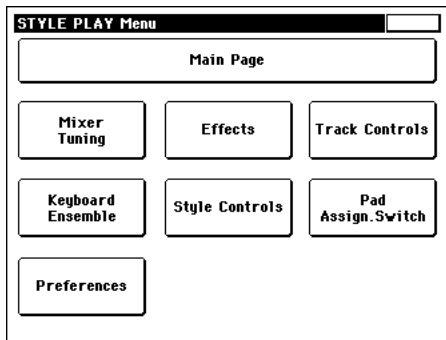 STYLE PLAY Menu
Main Page
Mixer
Tuning
Effects
Track Controls
Keyboard
Ensemble
Style Controls
Pad
Assign.Switch
Preferences